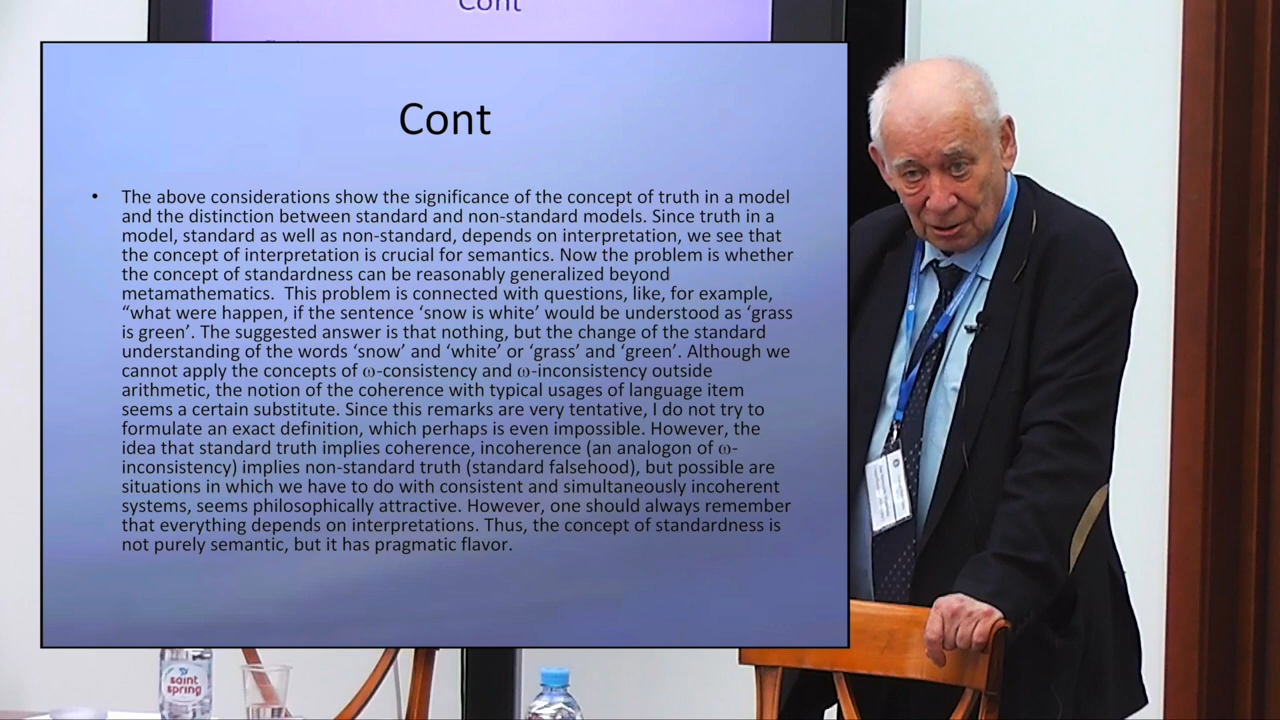 Cont
Cont
• The above considerations show the significance of the concept of truth in a model
and the distinction between standard and non-standard models. Since truth in a
model, standard as well as non-standard, depends on interpretation, we see that
the concept of interpretation is crucial for semantics. Now the problem is whether
the concept of standardness can be reasonably generalized beyond
metamathematics.  This problem is connected with questions, like, for example,
“what were happen, if the sentence ‘snow is white’ would be understood as ‘grass
is green’. The suggested answer is that nothing, but the change of the standard
understanding of the words ‘snow’ and ‘white’ or ‘grass’ and ‘green’. Although we
cannot apply the concepts of ω-consistency and ω-inconsistency outside
arithmetic, the notion of the coherence with typical usages of language item
seems a certain substitute. Since this remarks are very tentative, I do not try to
formulate an exact definition, which perhaps is even impossible. However, the
idea that standard truth implies coherence, incoherence (an analogon of ω-
inconsistency) implies non-standard truth (standard falsehood), but possible are
situations in which we have to do with consistent and simultaneously incoherent
systems, seems philosophically attractive. However, one should always remember
that everything depends on interpretations. Thus, the concept of standardness is
not purely semantic, but it has pragmatic flavor.
saint
spring